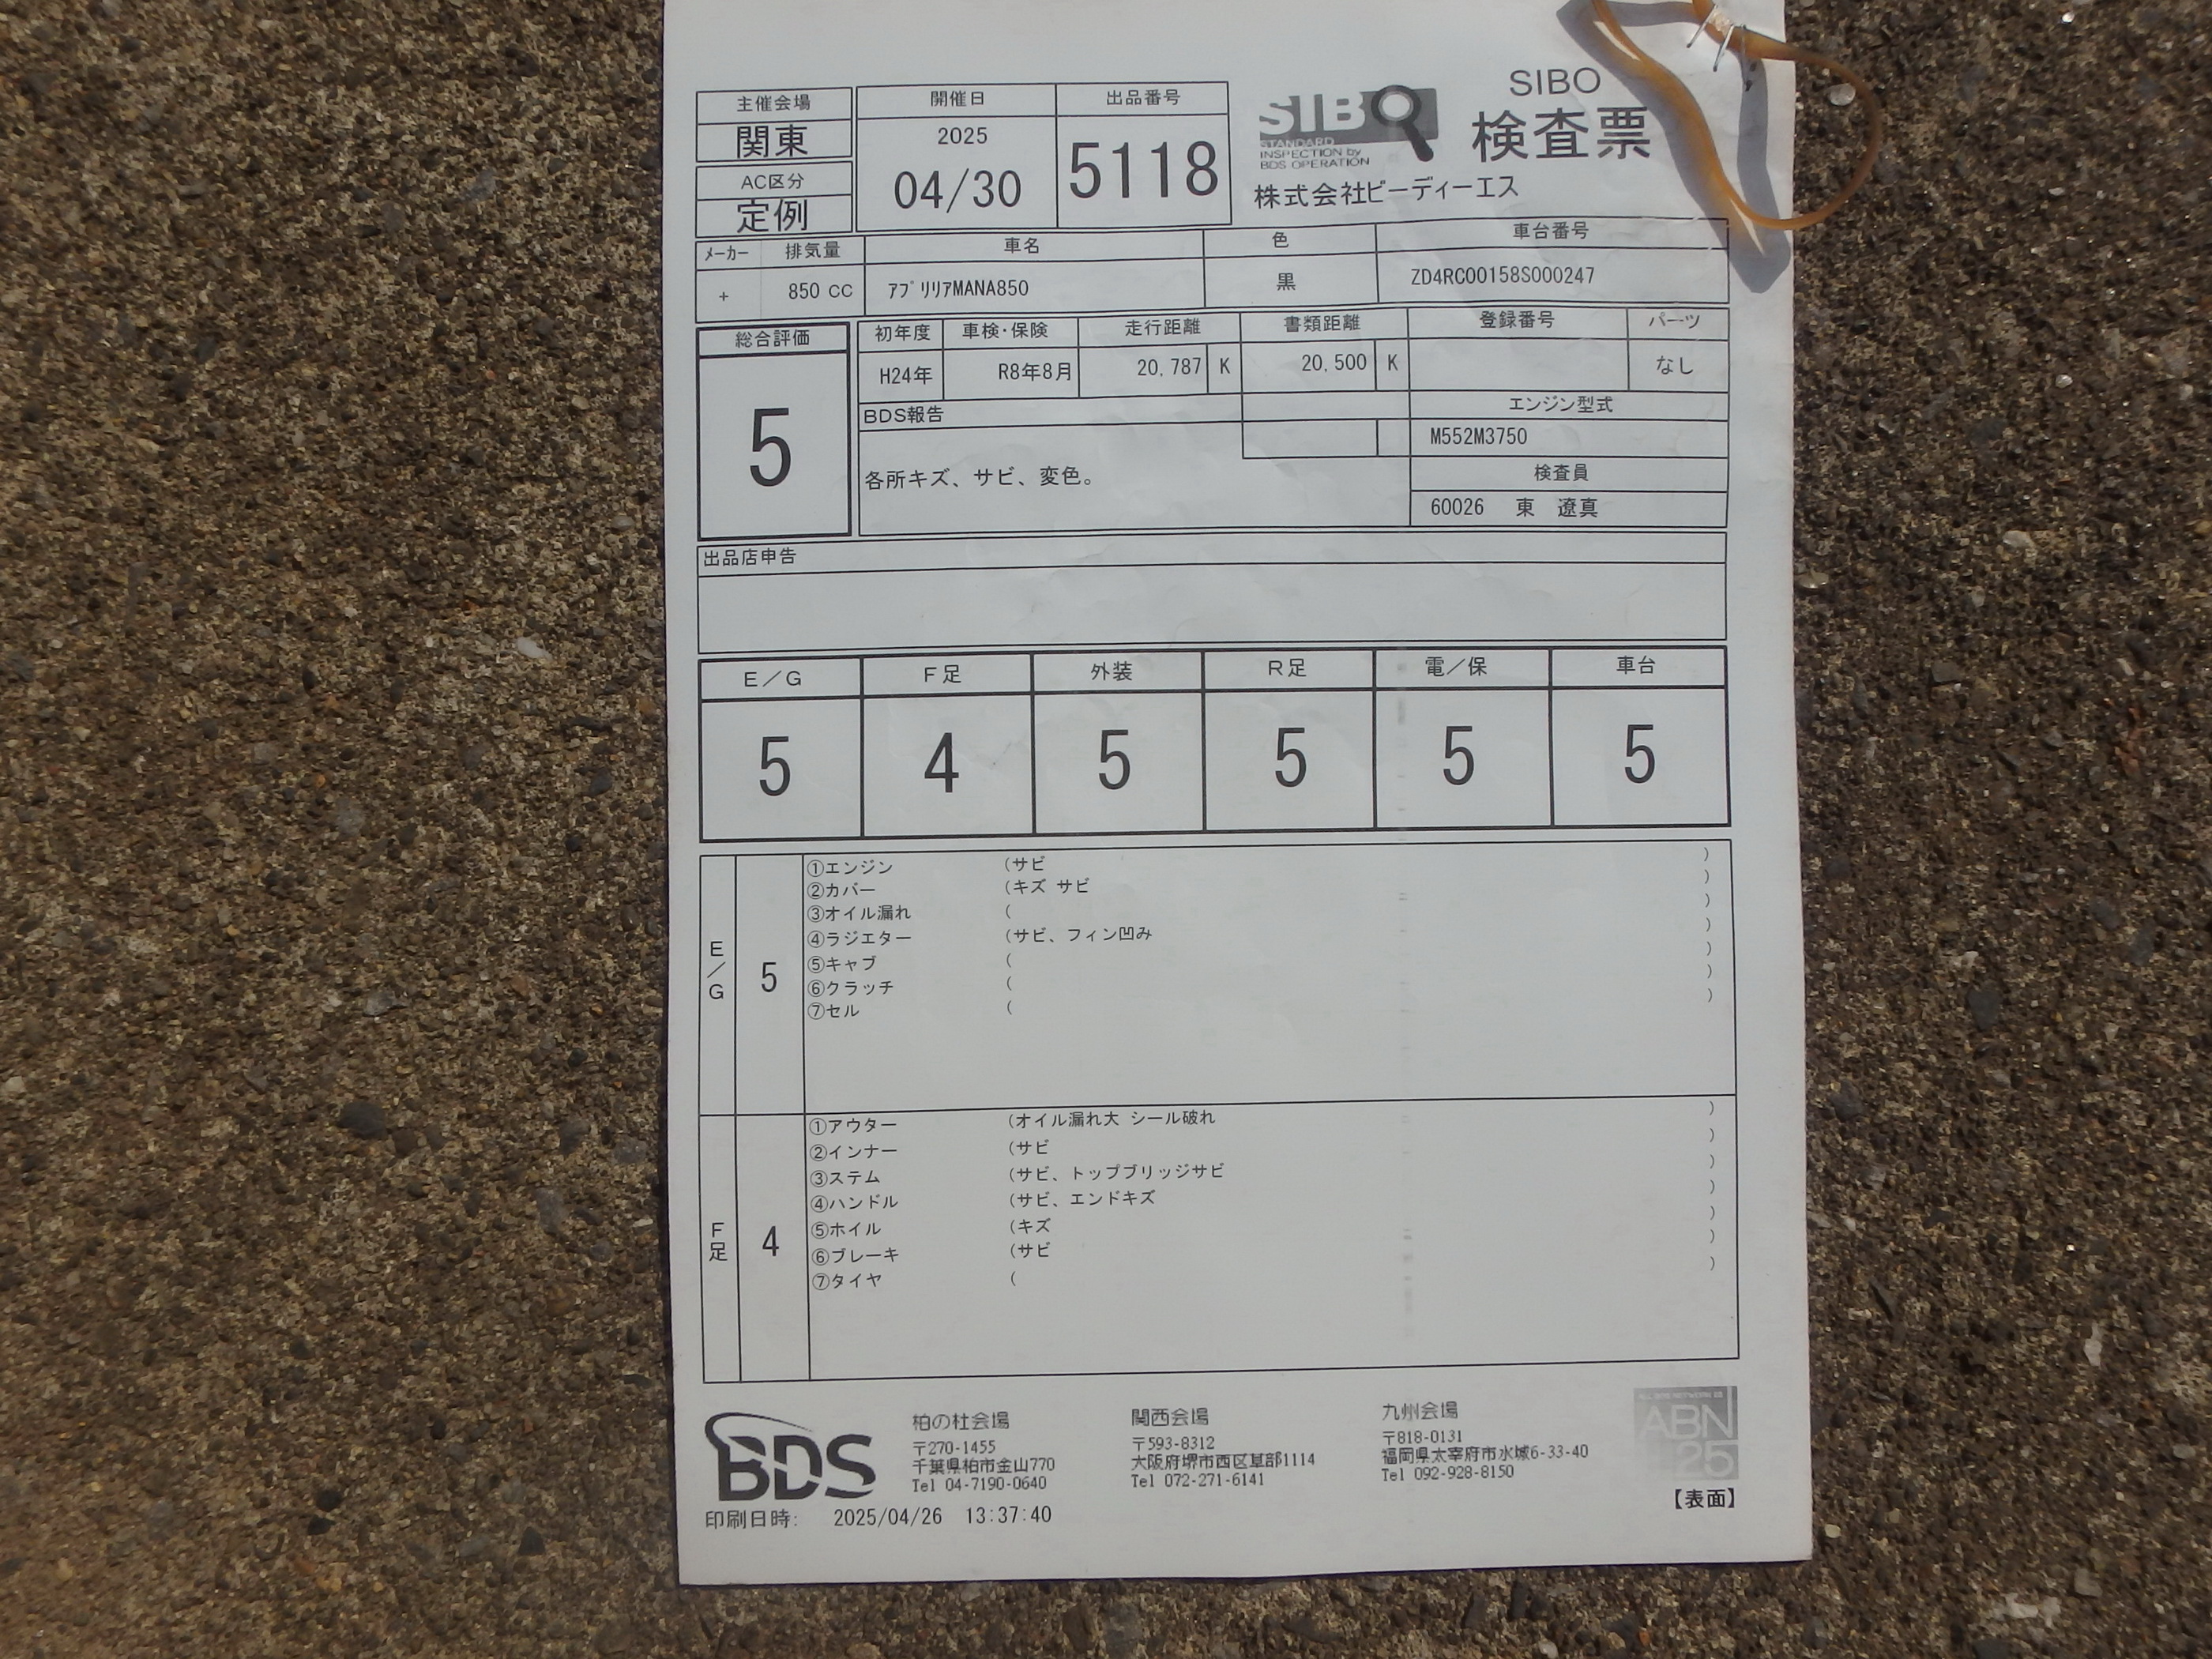 SIBO
検査票
SIBO
STANDARD
INSPECTION by
BDS OPERATION
株式会社ビーディーエス
主催会場 開催日 出品番号
関東 2025 04/30 5118
AC区分
定例
メーカー 排気量 車名 色 車台番号
+ 850 CC アプリリアMANA850 黒 ZD4RC00158S000247
総合評価 初年度 車検・保険 走行距離 書類距離 登録番号 パーツ
5 H24年 R8年8月 20,787 K 20,500 K なし
BDS報告 エンジン型式
M552M3750
各所キズ、サビ、変色。 検査員
60026 東 遼真
出品店申告
E/G F足 外装 R足 電/保 車台
5 4 5 5 5 5
E/G 5
①エンジン (サビ )
②カバー (キズ サビ )
③オイル漏れ ( )
④ラジエター (サビ、フィン凹み )
⑤キャブ ( )
⑥クラッチ ( )
⑦セル ( )
F足 4
①アウター (オイル漏れ大 シール破れ )
②インナー (サビ )
③ステム (サビ、トップブリッジサビ )
④ハンドル (サビ、エンドキズ )
⑤ホイル (キズ )
⑥ブレーキ (サビ )
⑦タイヤ ( )
BDS
柏の杜会場
〒270-1455
千葉県柏市金山770
Tel 04-7190-0640
関西会場
〒593-8312
大阪府堺市西区草部1114
Tel 072-271-6141
九州会場
〒818-0131
福岡県太宰府市水城6-33-40
Tel 092-928-8150
ABN
25
【表面】
印刷日時: 2025/04/26 13:37:40